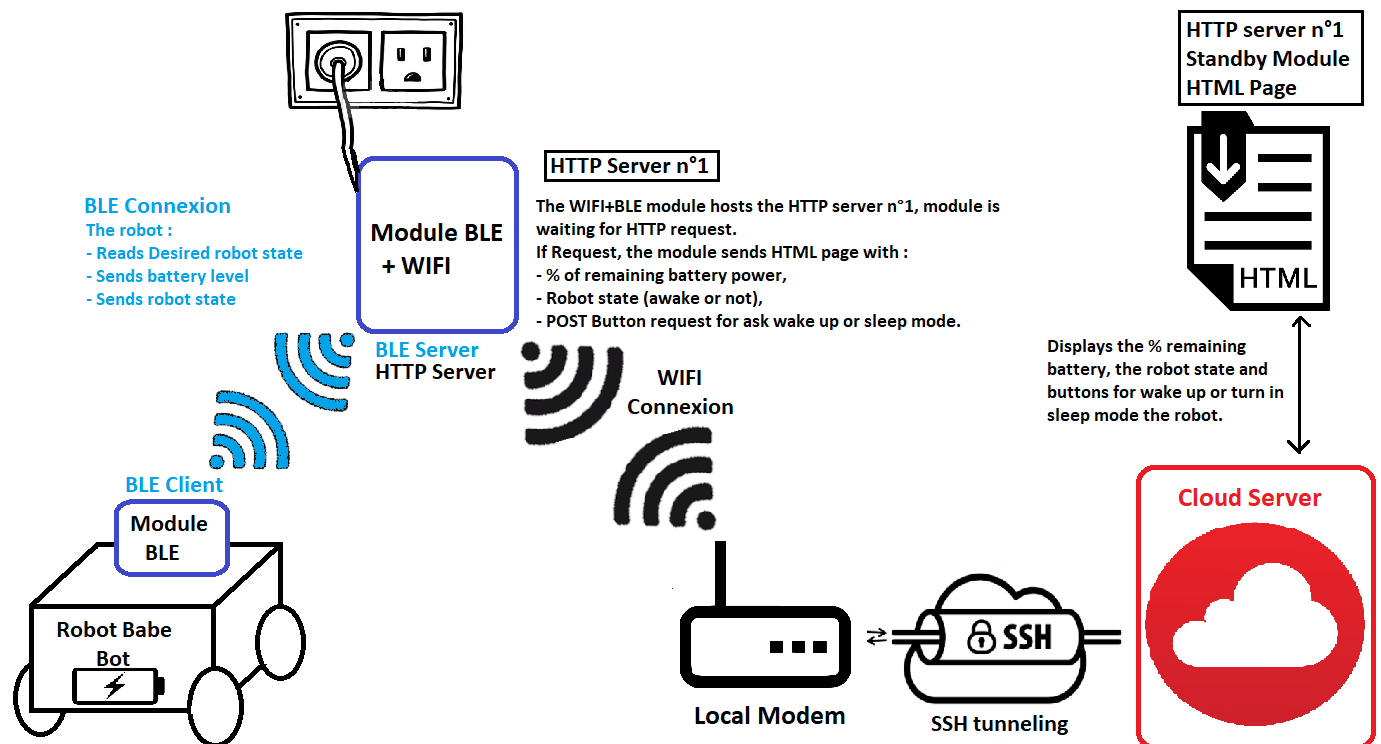 HTTP server n°1
Standby Module
HTML Page
HTTP Server n°1
BLE Connexion
The robot :
- Reads Desired robot state
- Sends battery level
- Sends robot state
Module BLE
+ WIFI
The WIFI+BLE module hosts the HTTP server n°1, module is
waiting for HTTP request.
If Request, the module sends HTML page with :
- % of remaining battery power,
- Robot state (awake or not),
- POST Button request for ask wake up or sleep mode.
HTML
BLE Server
HTTP Server
WIFI
Connexion
Displays the % remaining
battery, the robot state and
buttons for wake up or turn in
sleep mode the robot.
BLE Client
Module
BLE
Robot Babe
Bot
Local Modem
SSH
SSH tunneling
Cloud Server